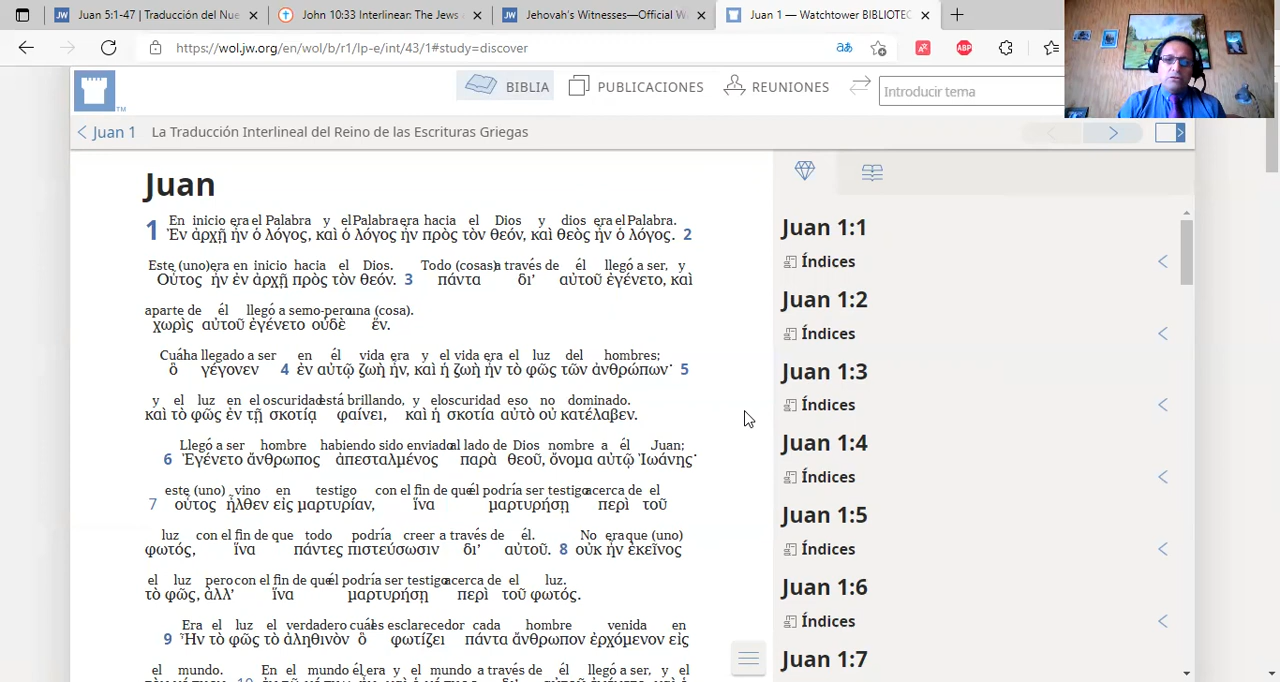 Juan 5:1-47 | Traducción del Nue
John 10:33 Interlinear: The Jews
Jehovah's Witnesses—Official W
Juan 1 — Watchtower BIBLIOTEC
https://wol.jw.org/en/wol/b/r1/lp-e/int/43/1#study=discover
BIBLIA PUBLICACIONES REUNIONES Introducir tema
Juan 1 La Traducción Interlineal del Reino de las Escrituras Griegas
Juan
En inicio era el Palabra y el Palabra era hacia el Dios y dios era el Palabra.
1 Ἐν ἀρχῇ ἦν ὁ λόγος, καὶ ὁ λόγος ἦν πρὸς τὸν θεόν, καὶ θεὸς ἦν ὁ λόγος. 2
Este (uno) era en inicio hacia el Dios. Todo (cosas) a través de él llegó a ser, y
Οὗτος ἦν ἐν ἀρχῇ πρὸς τὸν θεόν. 3 πάντα δι’ αὐτοῦ ἐγένετο, καὶ
aparte de él llegó a ser no-pero una (cosa).
χωρὶς αὐτοῦ ἐγένετο οὐδὲ ἕν.
Cuál ha llegado a ser en él vida era y el vida era el luz del hombres;
ὃ γέγονεν 4 ἐν αὐτῷ ζωὴ ἦν, καὶ ἡ ζωὴ ἦν τὸ φῶς τῶν ἀνθρώπων· 5
y el luz en el oscuridad está brillando, y el oscuridad eso no dominado.
καὶ τὸ φῶς ἐν τῇ σκοτίᾳ φαίνει, καὶ ἡ σκοτία αὐτὸ οὐ κατέλαβεν.
Llegó a ser hombre habiendo sido enviado al lado de Dios nombre a él Juan;
6 Ἐγένετο ἄνθρωπος ἀπεσταλμένος παρὰ θεοῦ, ὄνομα αὐτῷ Ἰωάνης·
este (uno) vino en testigo con el fin de que él podría ser testigo acerca de el
7 οὗτος ἦλθεν εἰς μαρτυρίαν, ἵνα μαρτυρήσῃ περὶ τοῦ
luz con el fin de que todo podría creer a través de él. No era que (uno)
φωτός, ἵνα πάντες πιστεύσωσιν δι’ αὐτοῦ. 8 οὐκ ἦν ἐκεῖνος
el luz pero con el fin de que él podría ser testigo acerca de el luz.
τὸ φῶς, ἀλλ’ ἵνα μαρτυρήσῃ περὶ τοῦ φωτός.
Era el luz el verdadero cuál es esclarecedor cada hombre venida en
9 Ἦν τὸ φῶς τὸ ἀληθινὸν ὃ φωτίζει πάντα ἄνθρωπον ἐρχόμενον εἰς
el mundo. En el mundo él era y el mundo a través de él llegó a ser, y el
Juan 1:1
Índices
Juan 1:2
Índices
Juan 1:3
Índices
Juan 1:4
Índices
Juan 1:5
Índices
Juan 1:6
Índices
Juan 1:7